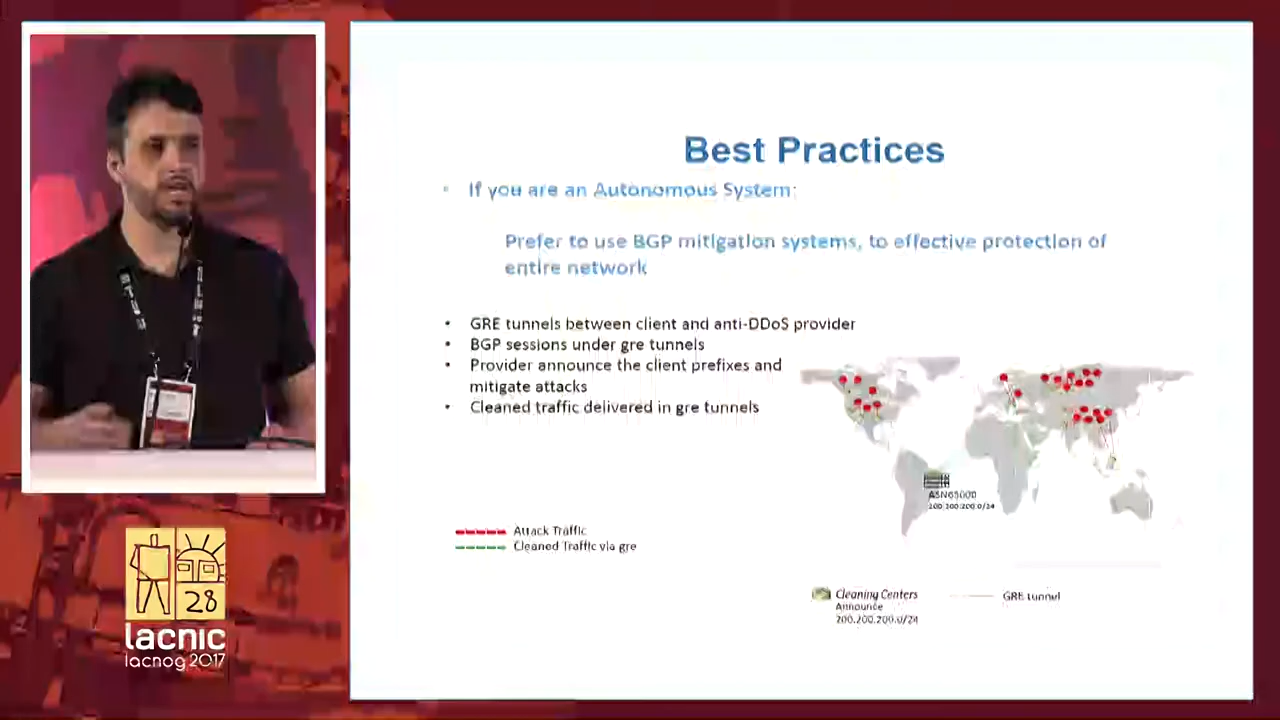 Best Practices
If you are an Autonomous System:
Prefer to use BGP mitigation systems, to effective protection of
entire network
• GRE tunnels between client and anti-DDoS provider
• BGP sessions under gre tunnels
• Provider announce the client prefixes and
mitigate attacks
• Cleaned traffic delivered in gre tunnels
ASN65000
200.200.200.0/24
Attack Traffic
Cleaned Traffic via gre
Cleaning Centers
Announce
200.200.200.0/24
GRE tunnel
28
lacnic
lacnog 2017